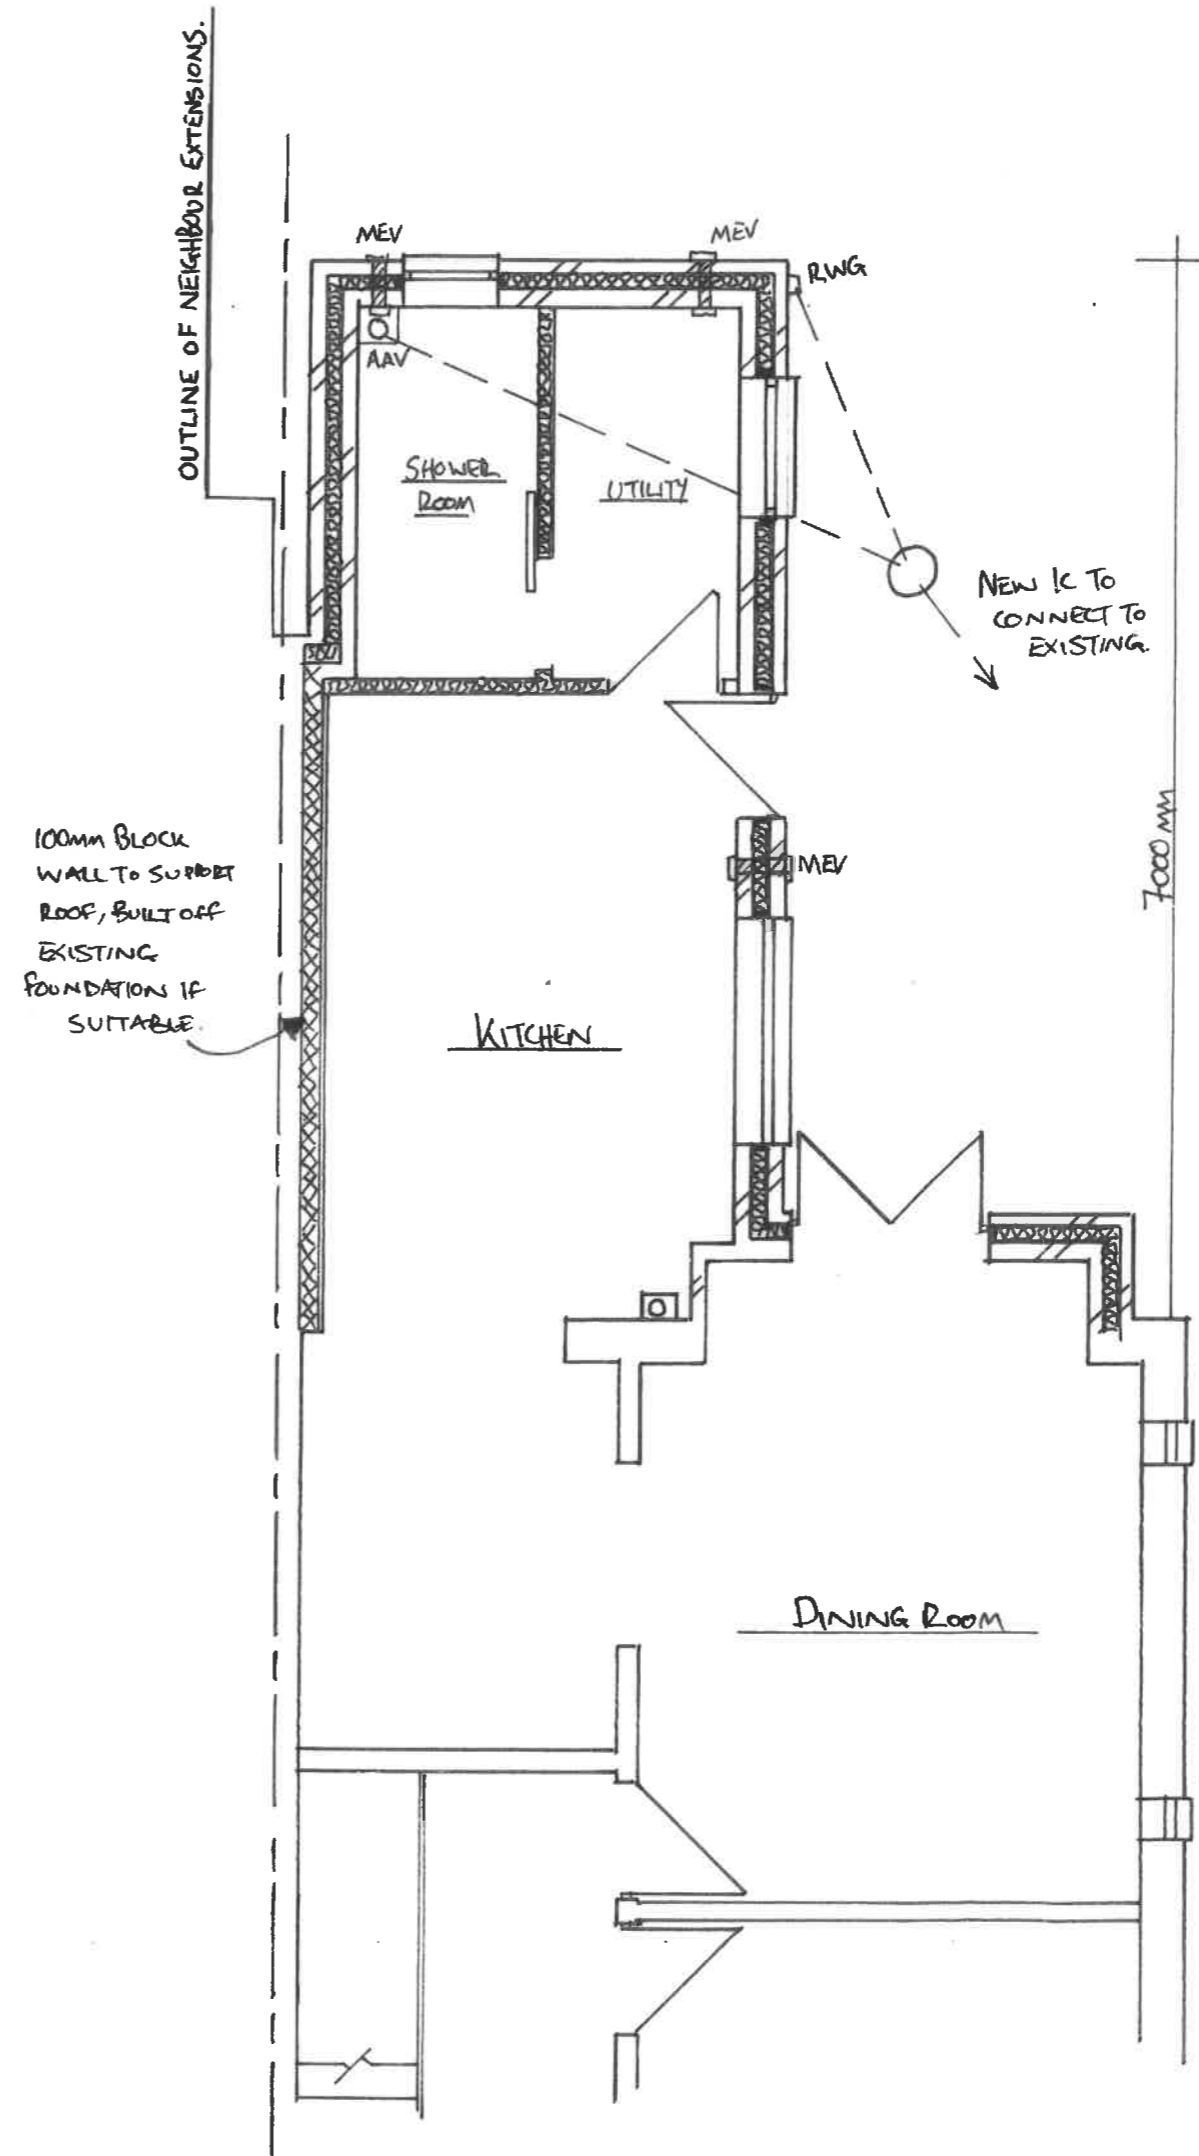 OUTLINE OF NEIGHBOUR EXTENSIONS.
MEV
MEV
RWG
AAV
SHOWER
ROOM
UTILITY
NEW IC TO
CONNECT TO
EXISTING.
100mm BLOCK
WALL TO SUPPORT
ROOF, BUILT OFF
EXISTING
FOUNDATION IF
SUITABLE.
MEV
7000 MM
KITCHEN
DINING ROOM